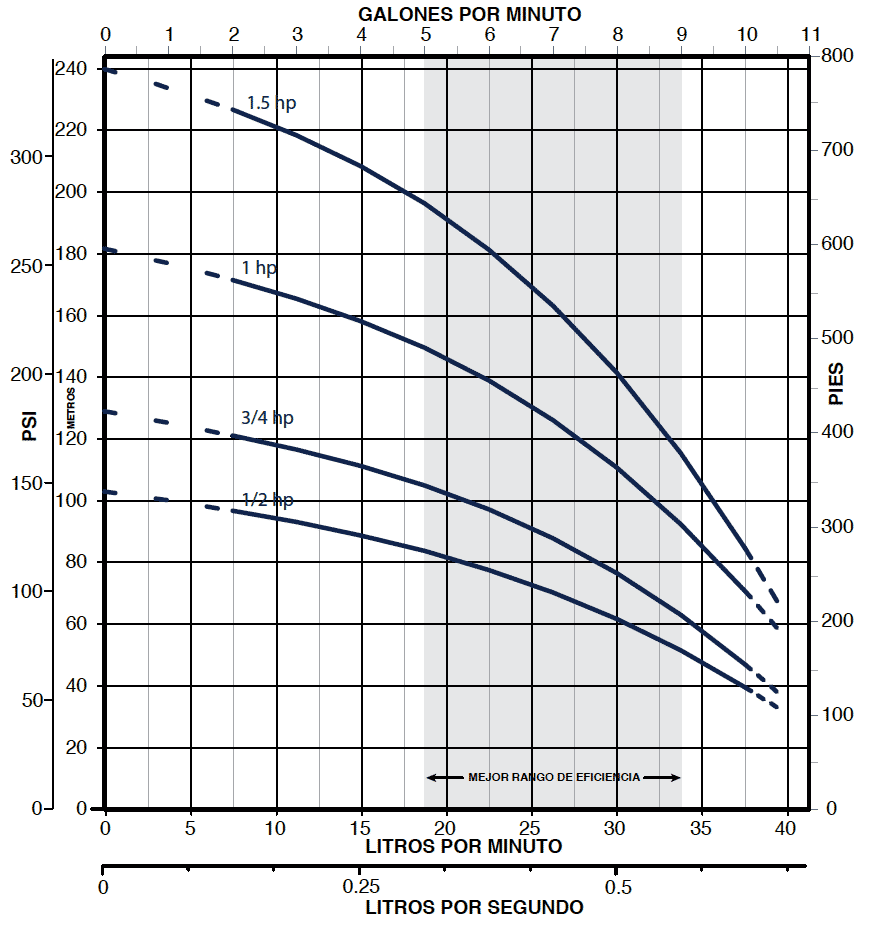 GALONES POR MINUTO
0 1 2 3 4 5 6 7 8 9 10 11
240 800
1.5 hp
220
300 700
200
180 600
250 1 hp
160 500
200 140
PSI METROS PIES
3/4 hp
120 400
150
1/2 hp
100 300
80
100
60 200
50 40 100
20
MEJOR RANGO DE EFICIENCIA
0 0 0
0 5 10 15 20 25 30 35 40
LITROS POR MINUTO
0 0.25 0.5
LITROS POR SEGUNDO